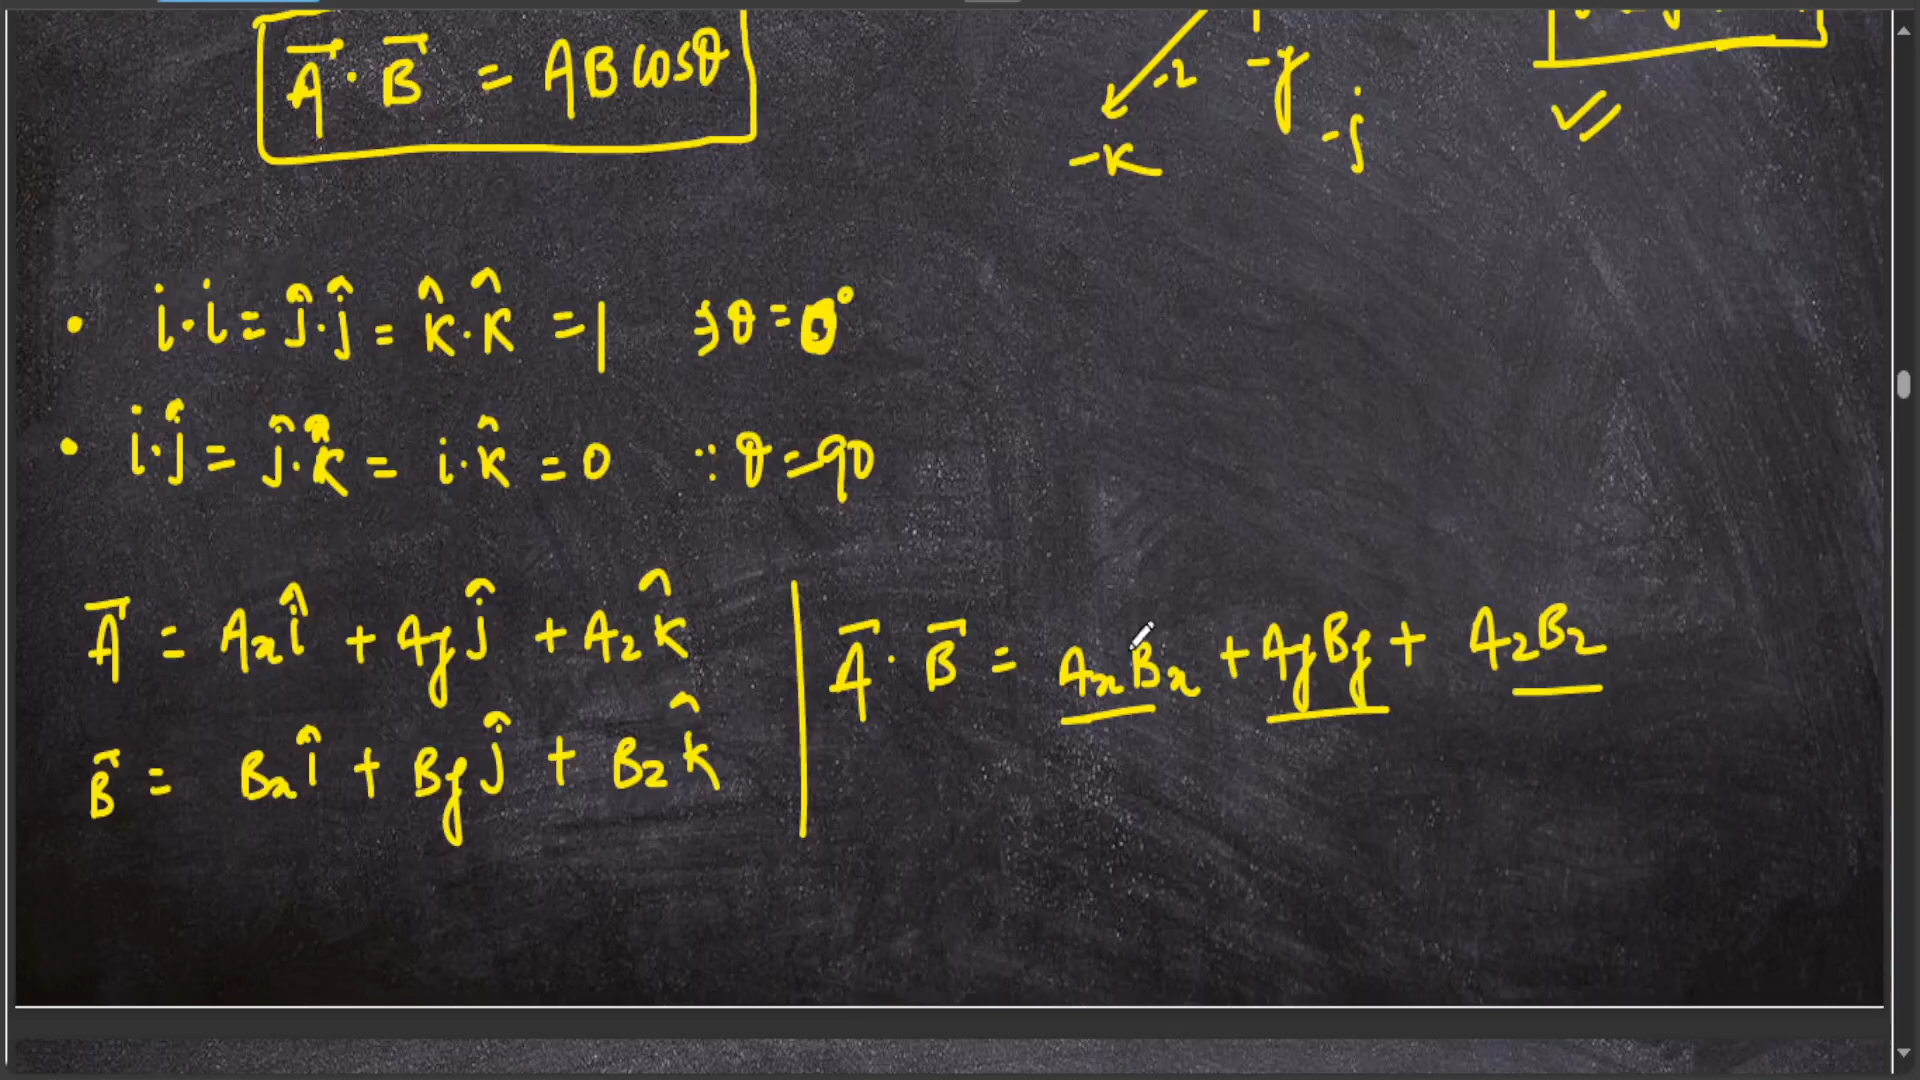 A⃗ · B⃗ = AB cosθ
-z
-y
-k
-j
• i·i = ĵ·ĵ = k̂·k̂ = 1 θ = 0°
• i·ĵ = ĵ·k̂ = i·k̂ = 0 ∵ θ = 90
A⃗ = Axî + Ayĵ + Azk̂
A⃗ · B⃗ = AxBx + AyBy + AzBz
B⃗ = Bxî + Byĵ + Bzk̂